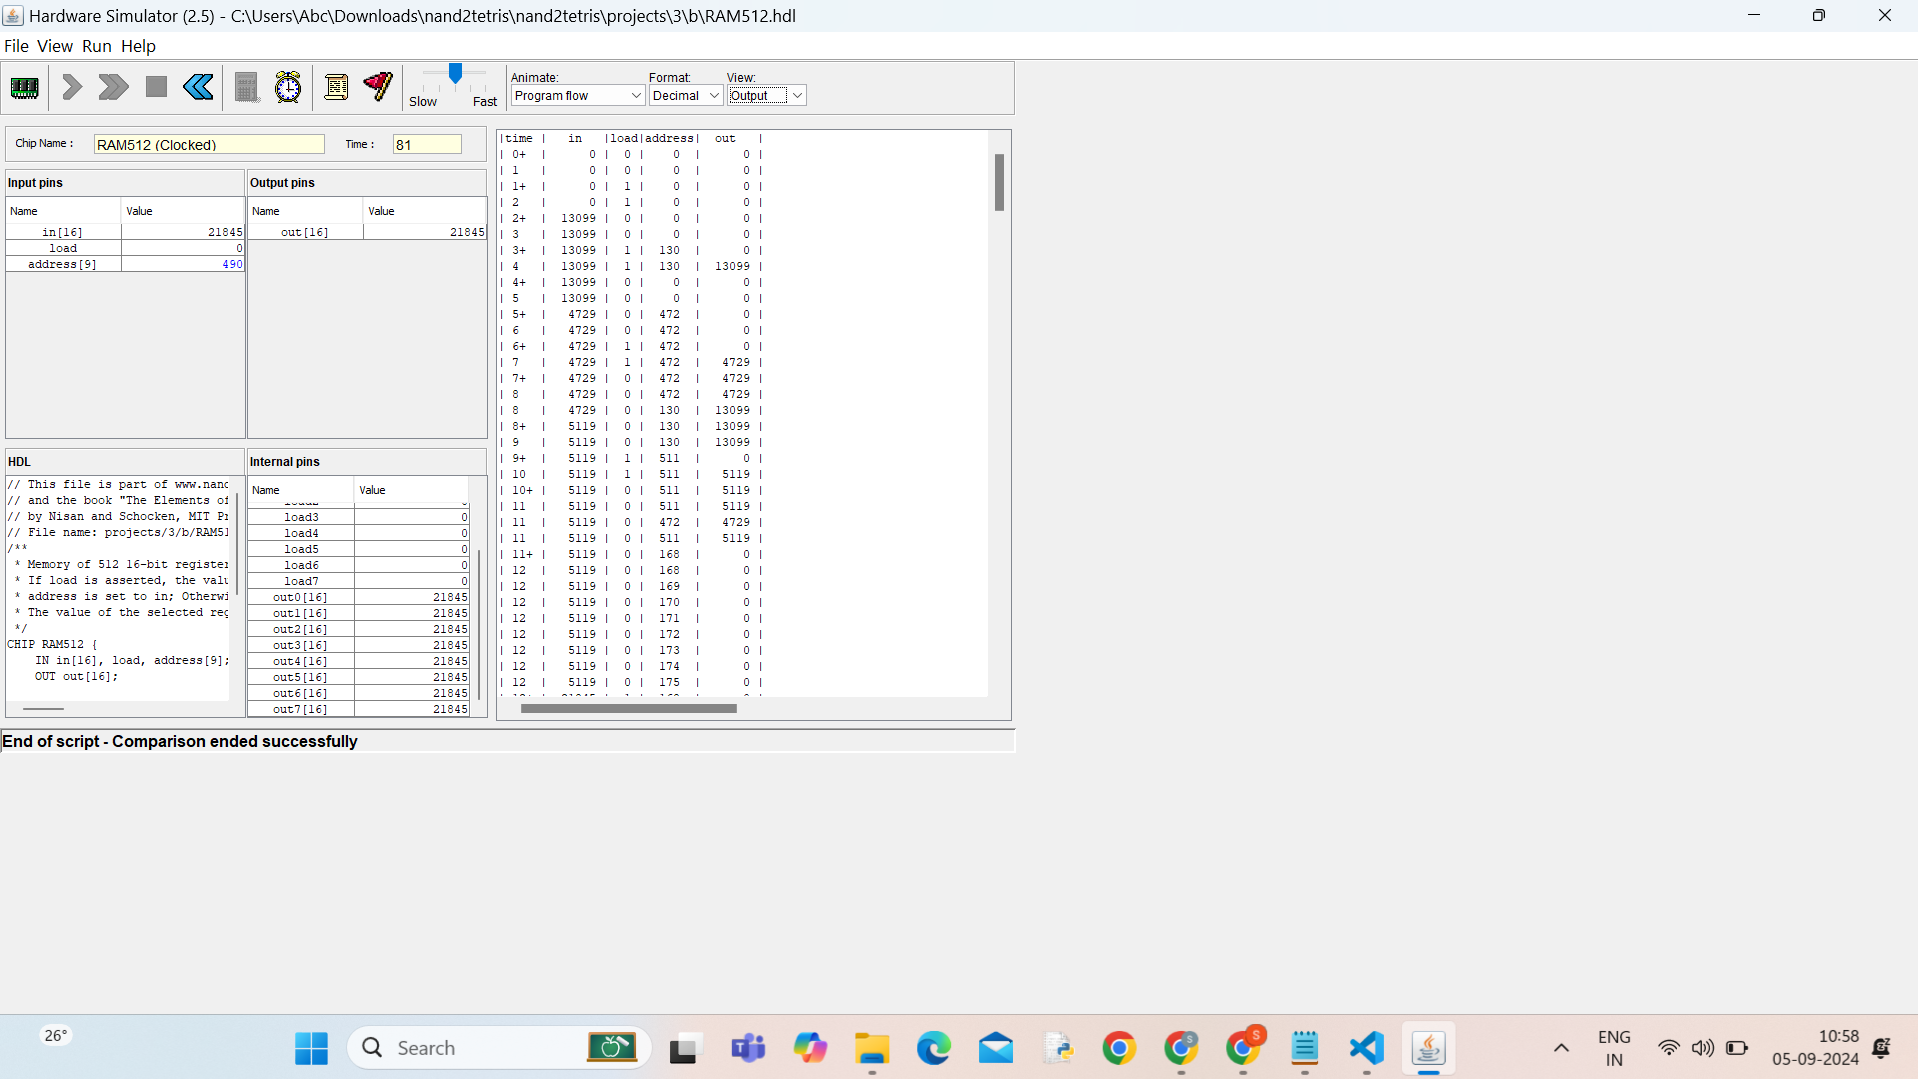 Hardware Simulator (2.5) - C:\Users\Abc\Downloads\nand2tetris\nand2tetris\projects\3\b\RAM512.hdl
File View Run Help
Slow Fast
Animate: Format: View:
Program flow Decimal Output
Chip Name : RAM512 (Clocked) Time : 81
Input pins
Name Value
in[16] 21845
load 0
address[9] 490
Output pins
Name Value
out[16] 21845
HDL
// This file is part of www.nand
// and the book "The Elements of
// by Nisan and Schocken, MIT Pr
// File name: projects/3/b/RAM51
/**
* Memory of 512 16-bit register
* If load is asserted, the valu
* address is set to in; Otherwi
* The value of the selected reg
*/
CHIP RAM512 {
IN in[16], load, address[9];
OUT out[16];
Internal pins
Name Value
load3 0
load4 0
load5 0
load6 0
load7 0
out0[16] 21845
out1[16] 21845
out2[16] 21845
out3[16] 21845
out4[16] 21845
out5[16] 21845
out6[16] 21845
out7[16] 21845
|time | in |load|address| out |
| 0+ | 0 | 0 | 0 | 0 |
| 1 | 0 | 0 | 0 | 0 |
| 1+ | 0 | 1 | 0 | 0 |
| 2 | 0 | 1 | 0 | 0 |
| 2+ | 13099 | 0 | 0 | 0 |
| 3 | 13099 | 0 | 0 | 0 |
| 3+ | 13099 | 1 | 130 | 0 |
| 4 | 13099 | 1 | 130 | 13099 |
| 4+ | 13099 | 0 | 0 | 0 |
| 5 | 13099 | 0 | 0 | 0 |
| 5+ | 4729 | 0 | 472 | 0 |
| 6 | 4729 | 0 | 472 | 0 |
| 6+ | 4729 | 1 | 472 | 0 |
| 7 | 4729 | 1 | 472 | 4729 |
| 7+ | 4729 | 0 | 472 | 4729 |
| 8 | 4729 | 0 | 472 | 4729 |
| 8 | 4729 | 0 | 130 | 13099 |
| 8+ | 5119 | 0 | 130 | 13099 |
| 9 | 5119 | 0 | 130 | 13099 |
| 9+ | 5119 | 1 | 511 | 0 |
| 10 | 5119 | 1 | 511 | 5119 |
| 10+ | 5119 | 0 | 511 | 5119 |
| 11 | 5119 | 0 | 511 | 5119 |
| 11 | 5119 | 0 | 472 | 4729 |
| 11 | 5119 | 0 | 511 | 5119 |
| 11+ | 5119 | 0 | 168 | 0 |
| 12 | 5119 | 0 | 168 | 0 |
| 12 | 5119 | 0 | 169 | 0 |
| 12 | 5119 | 0 | 170 | 0 |
| 12 | 5119 | 0 | 171 | 0 |
| 12 | 5119 | 0 | 172 | 0 |
| 12 | 5119 | 0 | 173 | 0 |
| 12 | 5119 | 0 | 174 | 0 |
| 12 | 5119 | 0 | 175 | 0 |
End of script - Comparison ended successfully
26°
Search
ENG
IN
10:58
05-09-2024